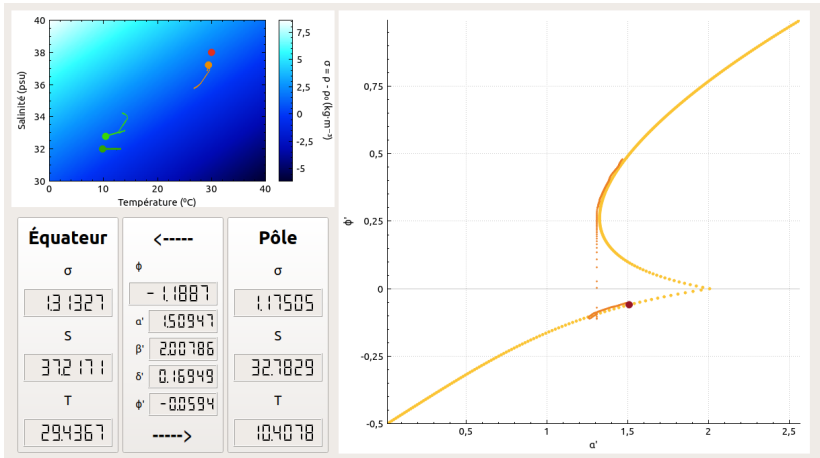 40
38
36
34
32
30
0
10
20
30
40
Salinité (psu)
Température (ºC)
7,5
5
2,5
0
-2,5
-5
σ = ρ - ρ₀ (kg·m⁻³)
Équateur
<-----
Pôle
σ
ϕ
σ
1.31327
-1.1887
1.17505
α' 1.50947
S
β' 2.00786
S
37.2171
δ' 0.16949
32.7829
T
ϕ' -0.0594
T
29.4367
----->
10.4078
0,75
0,5
0,25
0
-0,25
-0,5
ϕ'
0,5
1
1,5
2
2,5
α'